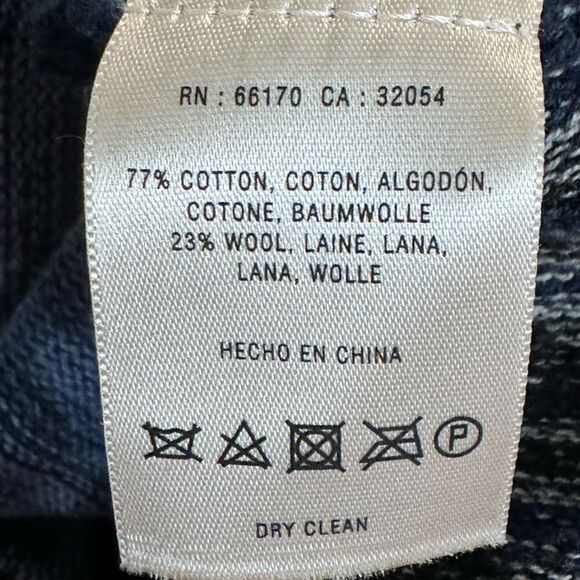 RN : 66170 CA : 32054
77% COTTON, COTON, ALGODÓN,
COTONE, BAUMWOLLE
23% WOOL, LAINE, LANA,
LANA, WOLLE
HECHO EN CHINA
P
DRY CLEAN